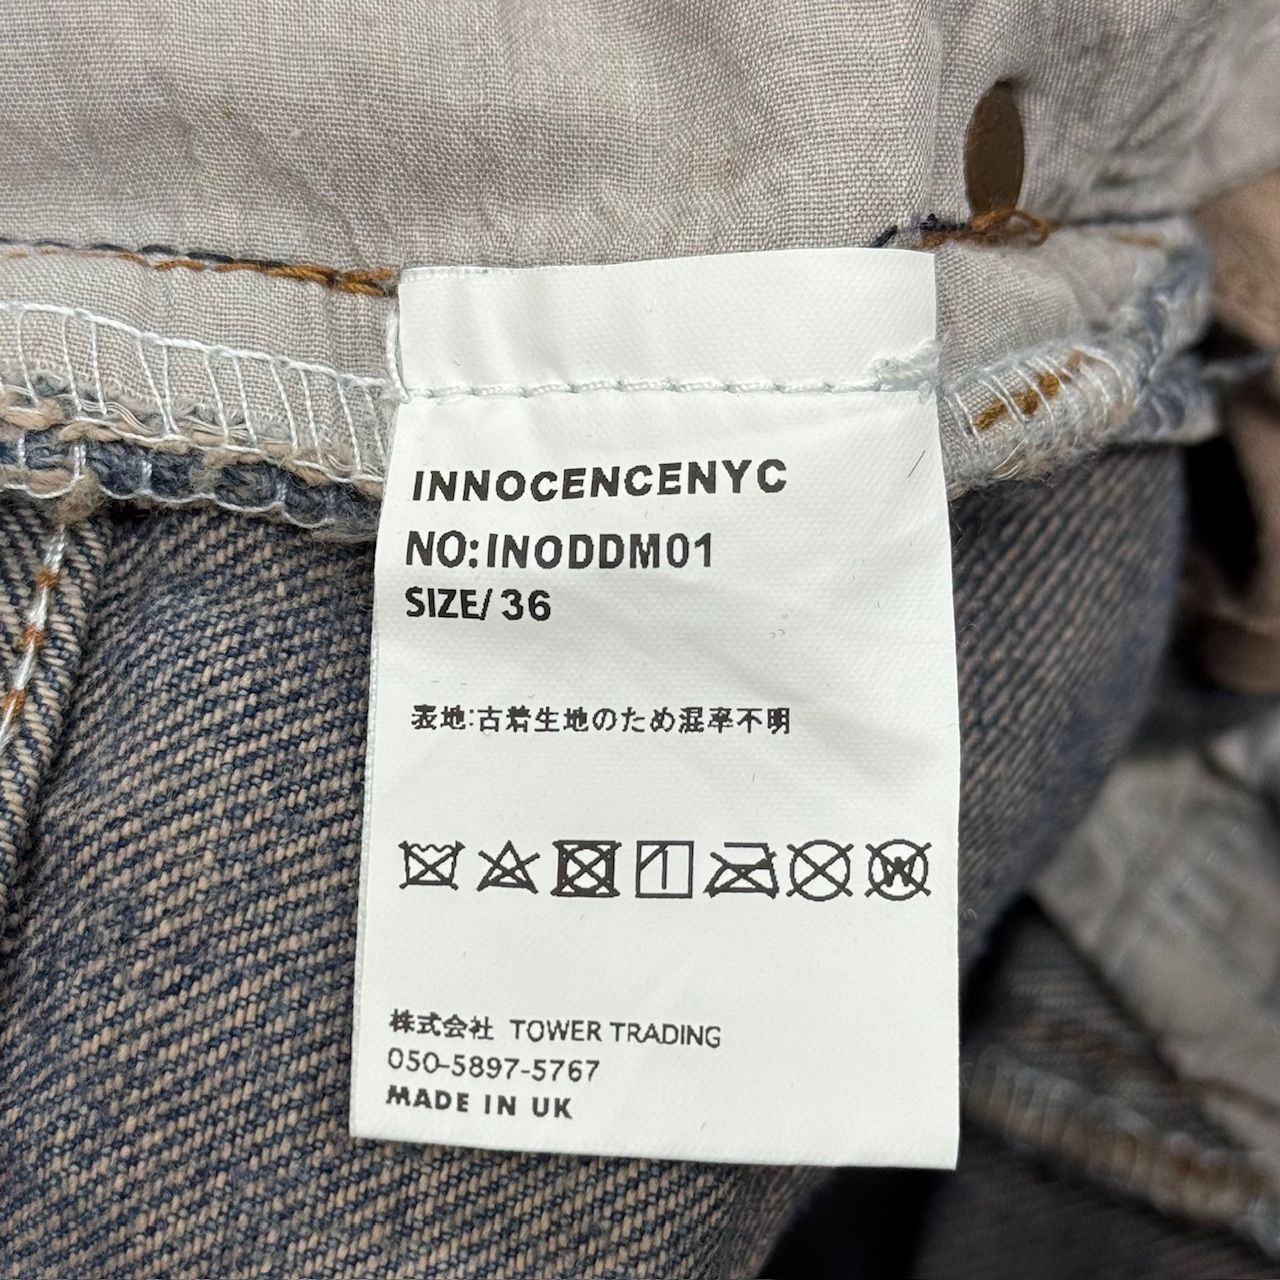 INNOCENCENYC
NO:INODDM01
SIZE/ 36
表地:古着生地のため混率不明
W
株式会社 TOWER TRADING
050-5897-5767
MADE IN UK